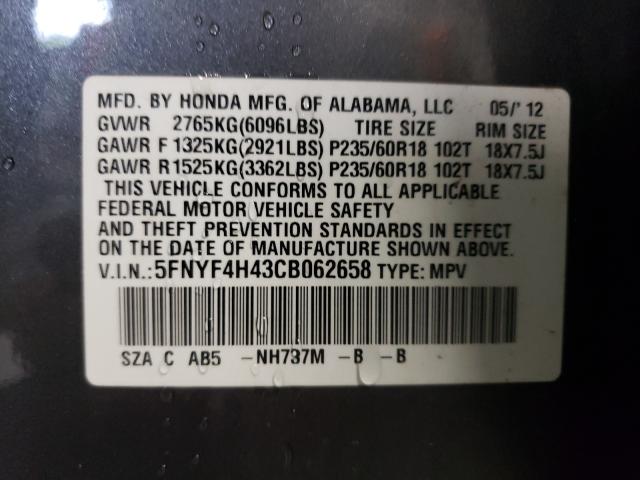 MFD. BY HONDA MFG. OF ALABAMA, LLC 05/'12
GVWR 2765KG(6096LBS) TIRE SIZE RIM SIZE
GAWR F 1325KG(2921LBS) P235/60R18 102T 18X7.5J
GAWR R 1525KG(3362LBS) P235/60R18 102T 18X7.5J
THIS VEHICLE CONFORMS TO ALL APPLICABLE
FEDERAL MOTOR VEHICLE SAFETY
AND THEFT PREVENTION STANDARDS IN EFFECT
ON THE DATE OF MANUFACTURE SHOWN ABOVE.
V.I.N.:5FNYF4H43CB062658 TYPE: MPV
SZA C AB5 -NH737M -B -B